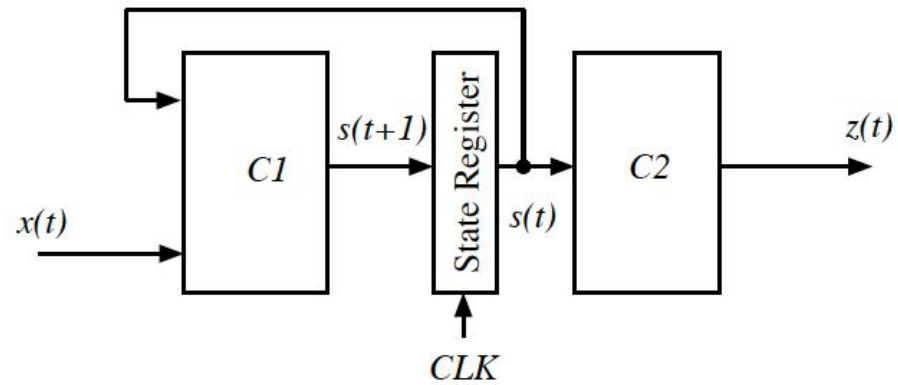 x(t)
C1
s(t+1)
State Register
CLK
s(t)
C2
z(t)